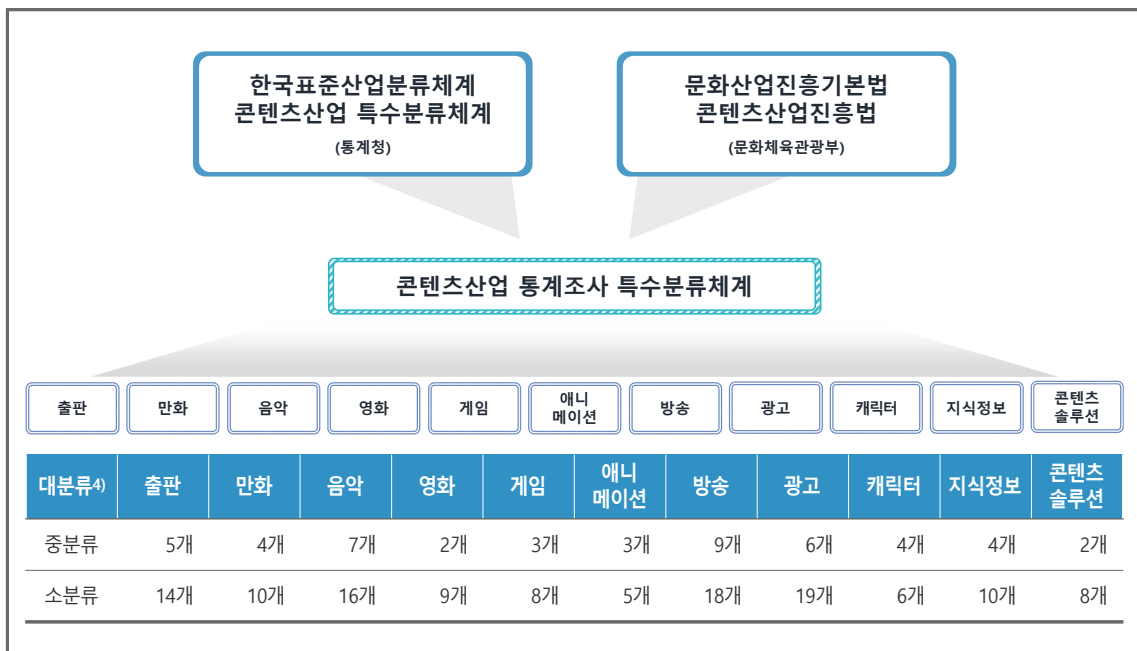 한국표준산업분류체계
콘텐츠산업 특수분류체계
(통계청)
문화산업진흥기본법
콘텐츠산업진흥법
(문화체육관광부)
콘텐츠산업 통계조사 특수분류체계
출판 만화 음악 영화 게임 애니 메이션 방송 광고 캐릭터 지식정보 콘텐츠 솔루션
대분류4) 출판 만화 음악 영화 게임 애니 메이션 방송 광고 캐릭터 지식정보 콘텐츠 솔루션
중분류 5개 4개 7개 2개 3개 3개 9개 6개 4개 4개 2개
소분류 14개 10개 16개 9개 8개 5개 18개 19개 6개 10개 8개